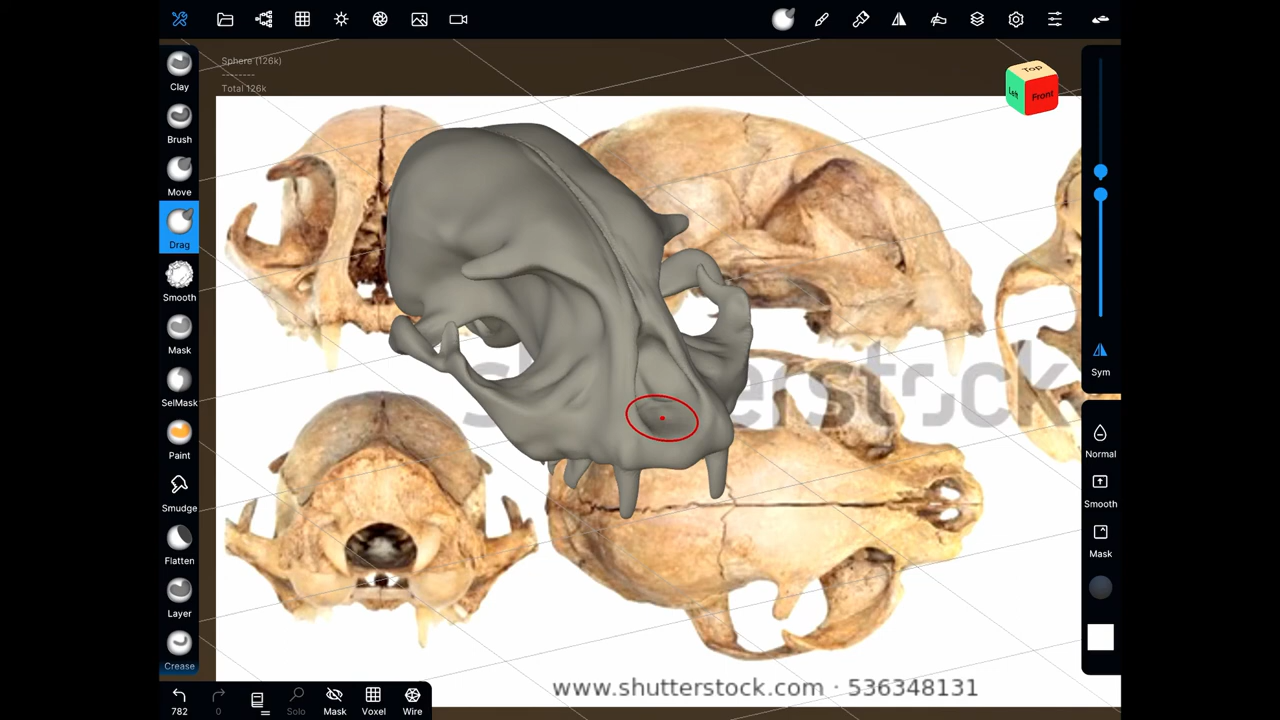 Sphere (126k)
--------
Total 126k
Top
Left
Front
Clay
Brush
Move
Drag
Smooth
Mask
SelMask
Paint
Smudge
Flatten
Layer
Crease
Sym
Normal
Smooth
Mask
shutterstock
www.shutterstock.com · 536348131
782
0
Solo
Mask
Voxel
Wire